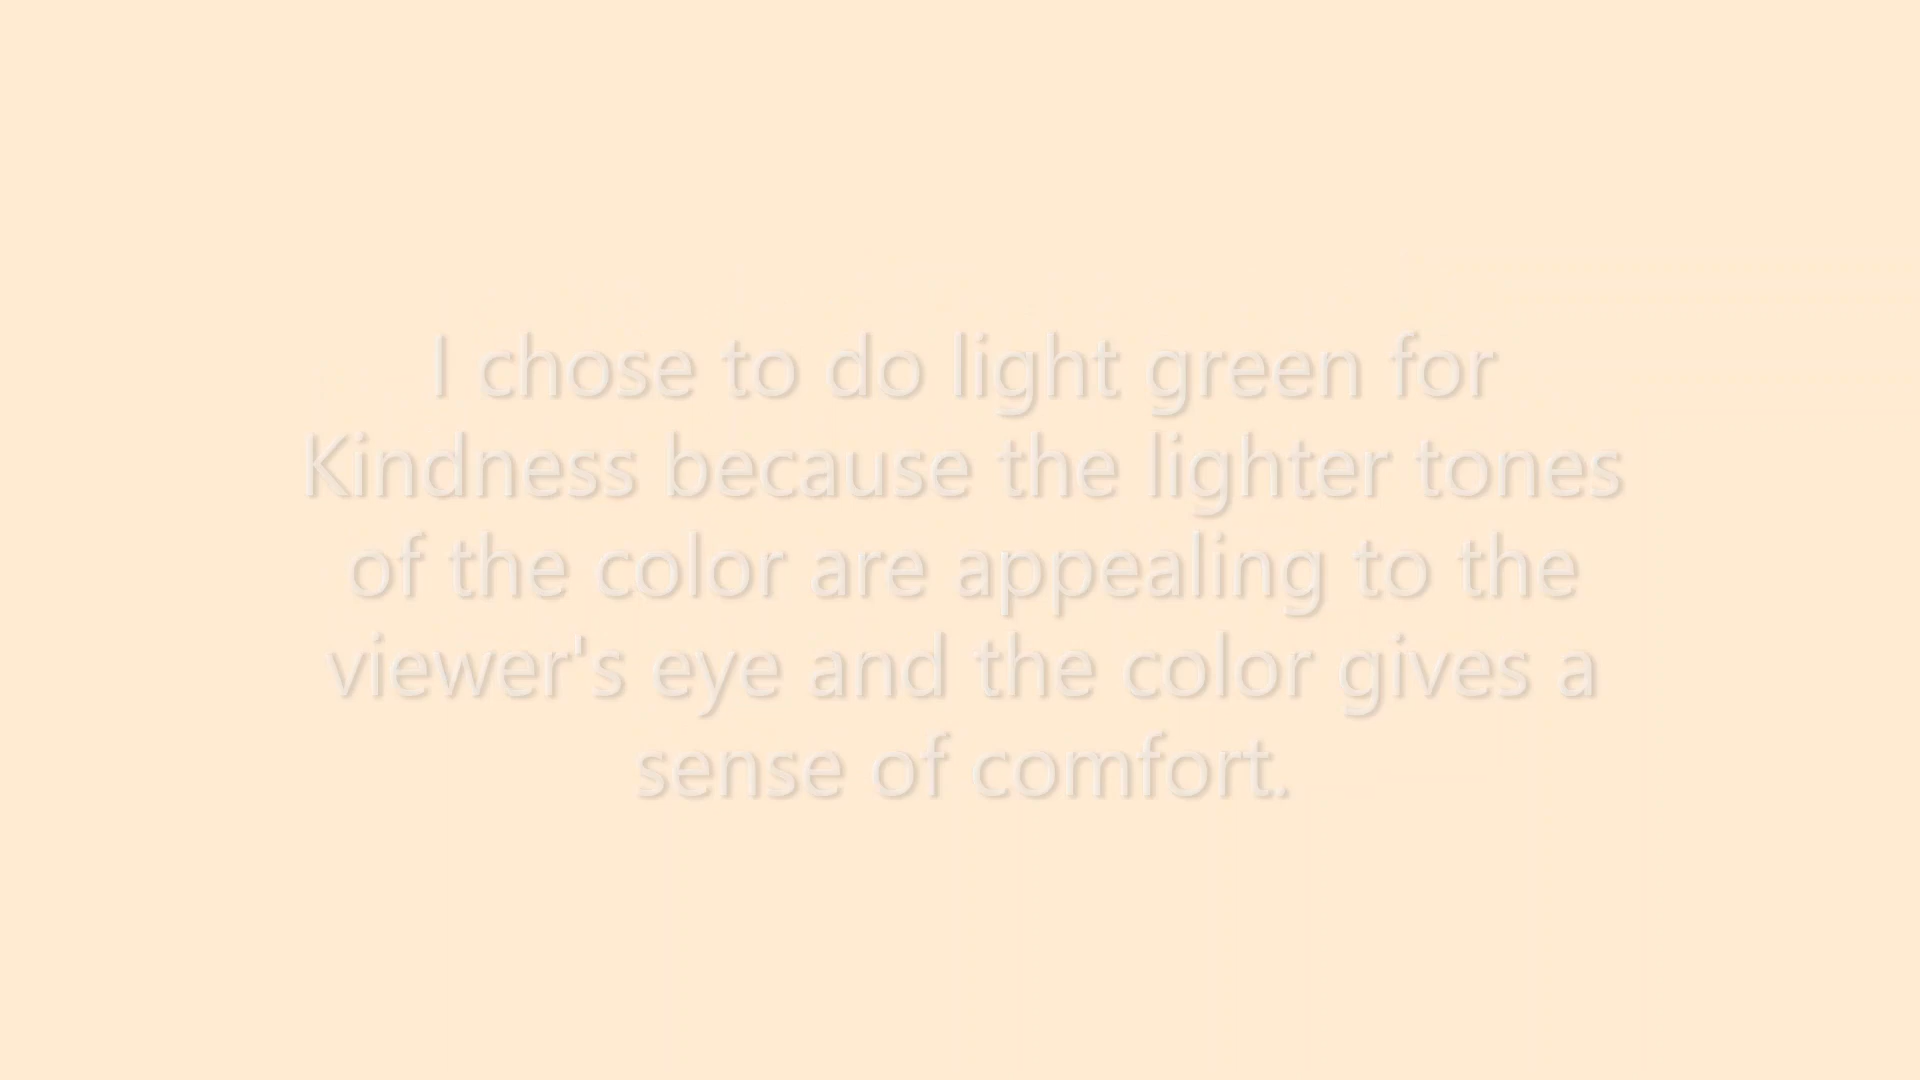 I chose to do light green for
Kindness because the lighter tones
of the color are appealing to the
viewer's eye and the color gives a
sense of comfort.